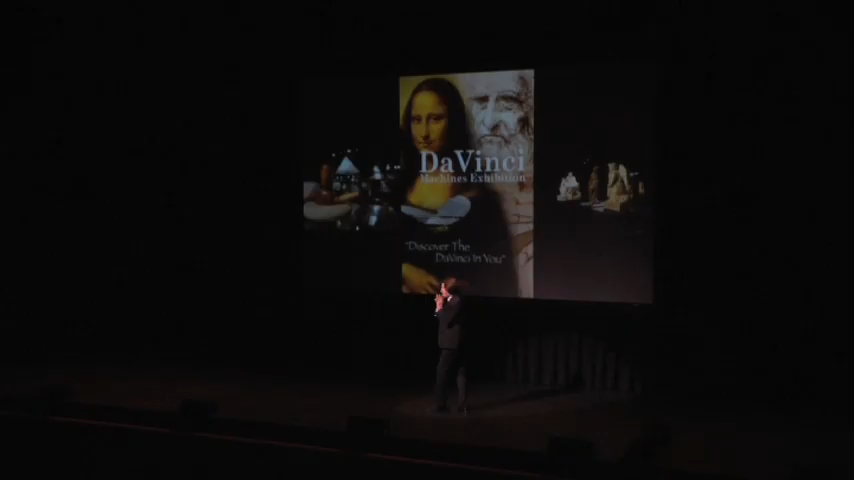 DaVinci
Machines Exhibition
"Discover The
DaVinci In You"